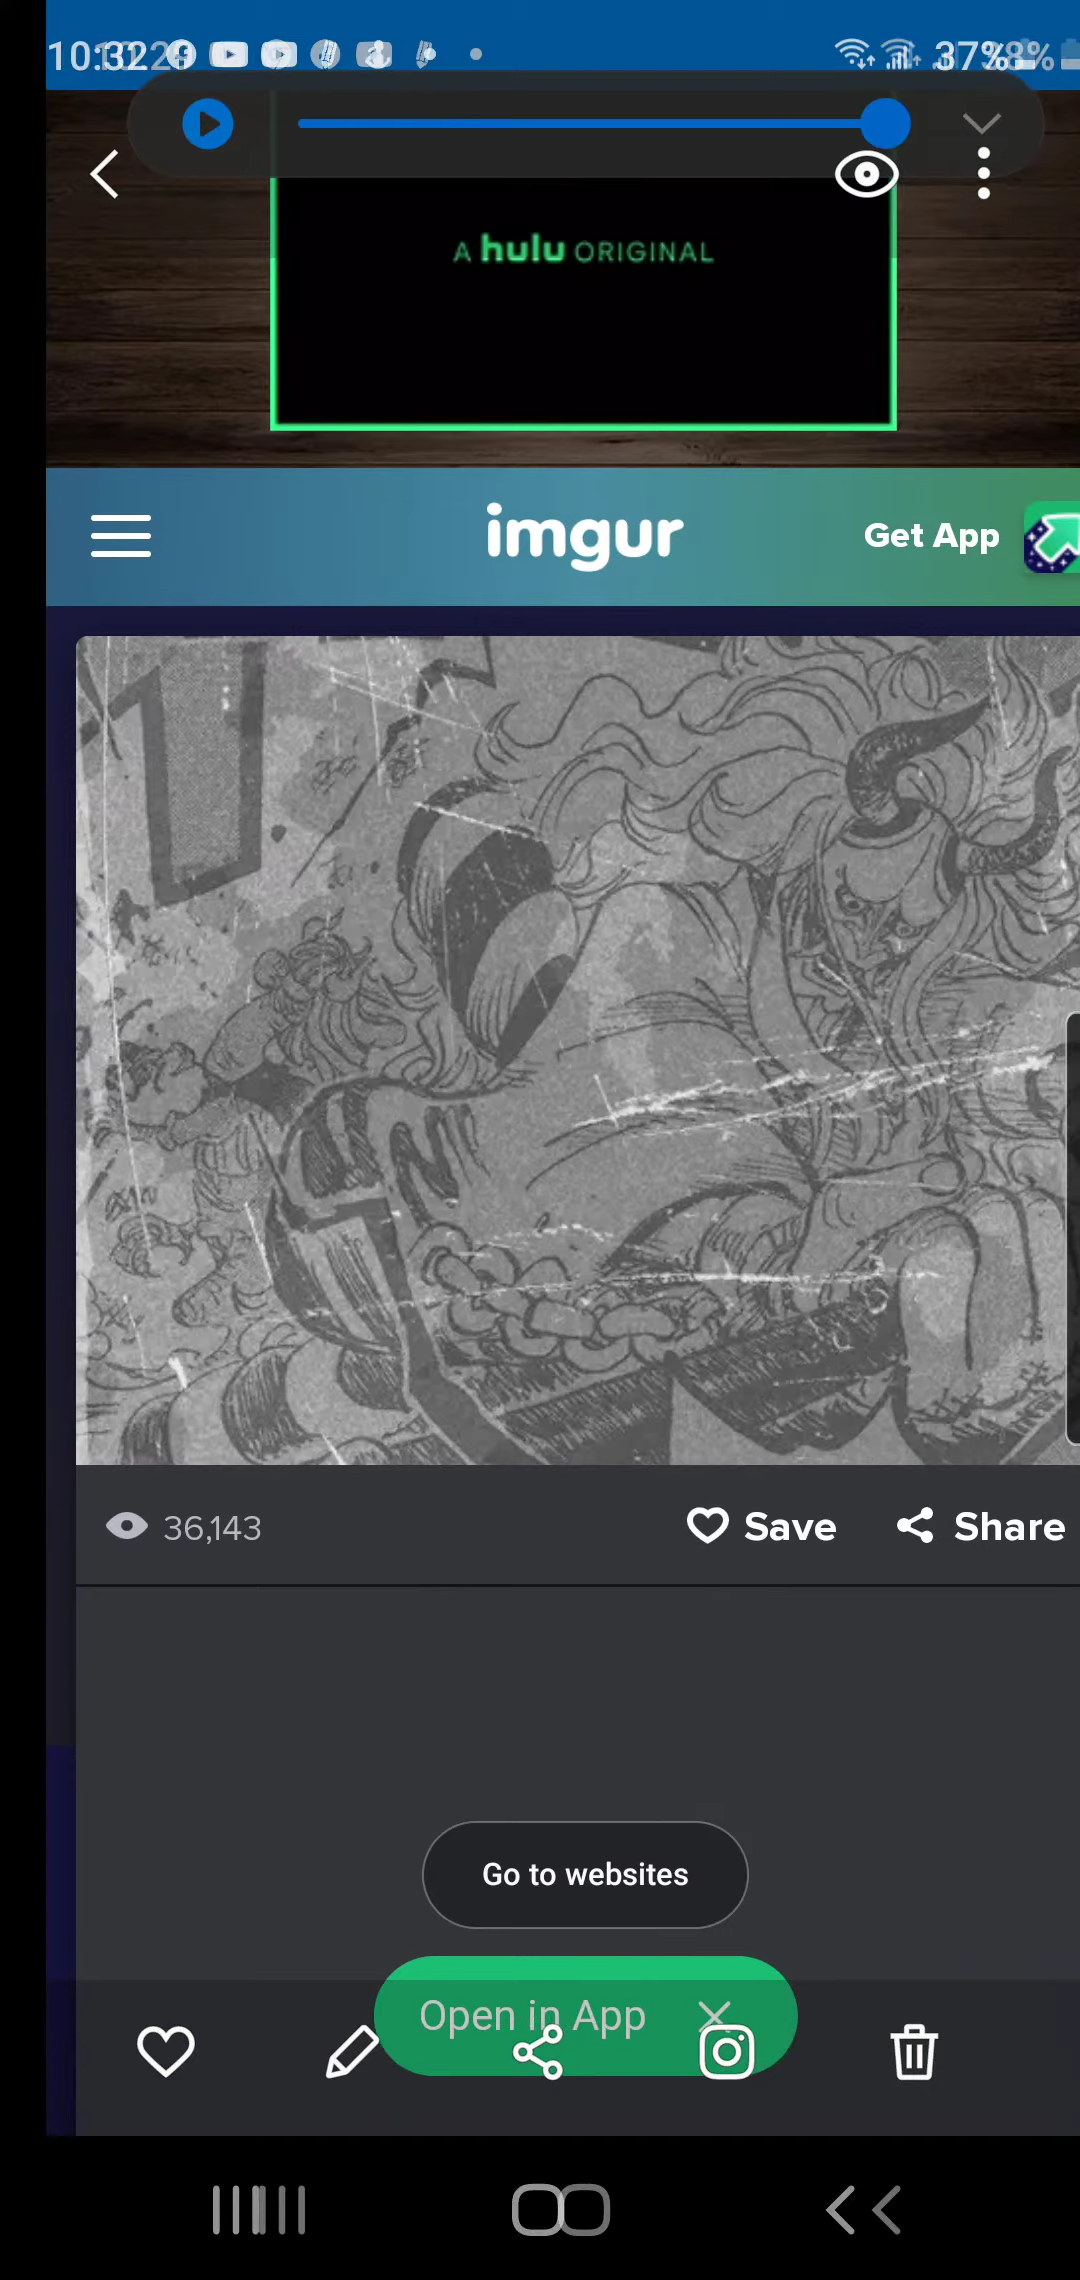 A hulu ORIGINAL
imgur
Get App
36,143
Save
Share
Go to websites
Open in App